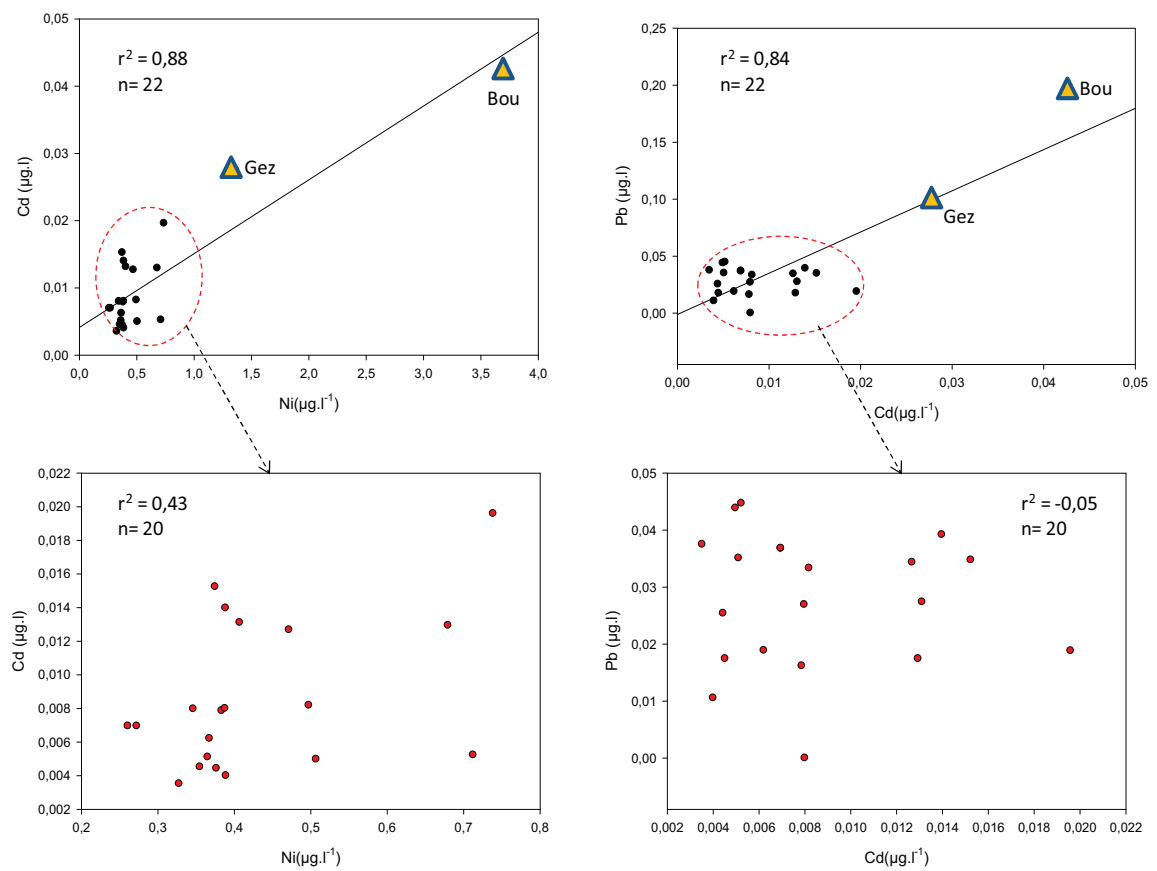 r² = 0,88
n= 22
Cd (µg.l)
0,05
0,04
0,03
0,02
0,01
0,00
Bou
Gez
0,0 0,5 1,0 1,5 2,0 2,5 3,0 3,5 4,0
Ni(µg.l⁻¹)
r² = 0,84
n= 22
Pb (µg.l)
0,25
0,20
0,15
0,10
0,05
0,00
Bou
Gez
0,00 0,01 0,02 0,03 0,04 0,05
Cd(µg.l⁻¹)
r² = 0,43
n= 20
Cd (µg.l)
0,022
0,020
0,018
0,016
0,014
0,012
0,010
0,008
0,006
0,004
0,002
0,2 0,3 0,4 0,5 0,6 0,7 0,8
Ni(µg.l⁻¹)
r² = -0,05
n= 20
Pb (µg.l)
0,05
0,04
0,03
0,02
0,01
0,00
0,002 0,004 0,006 0,008 0,010 0,012 0,014 0,016 0,018 0,020 0,022
Cd(µg.l⁻¹)